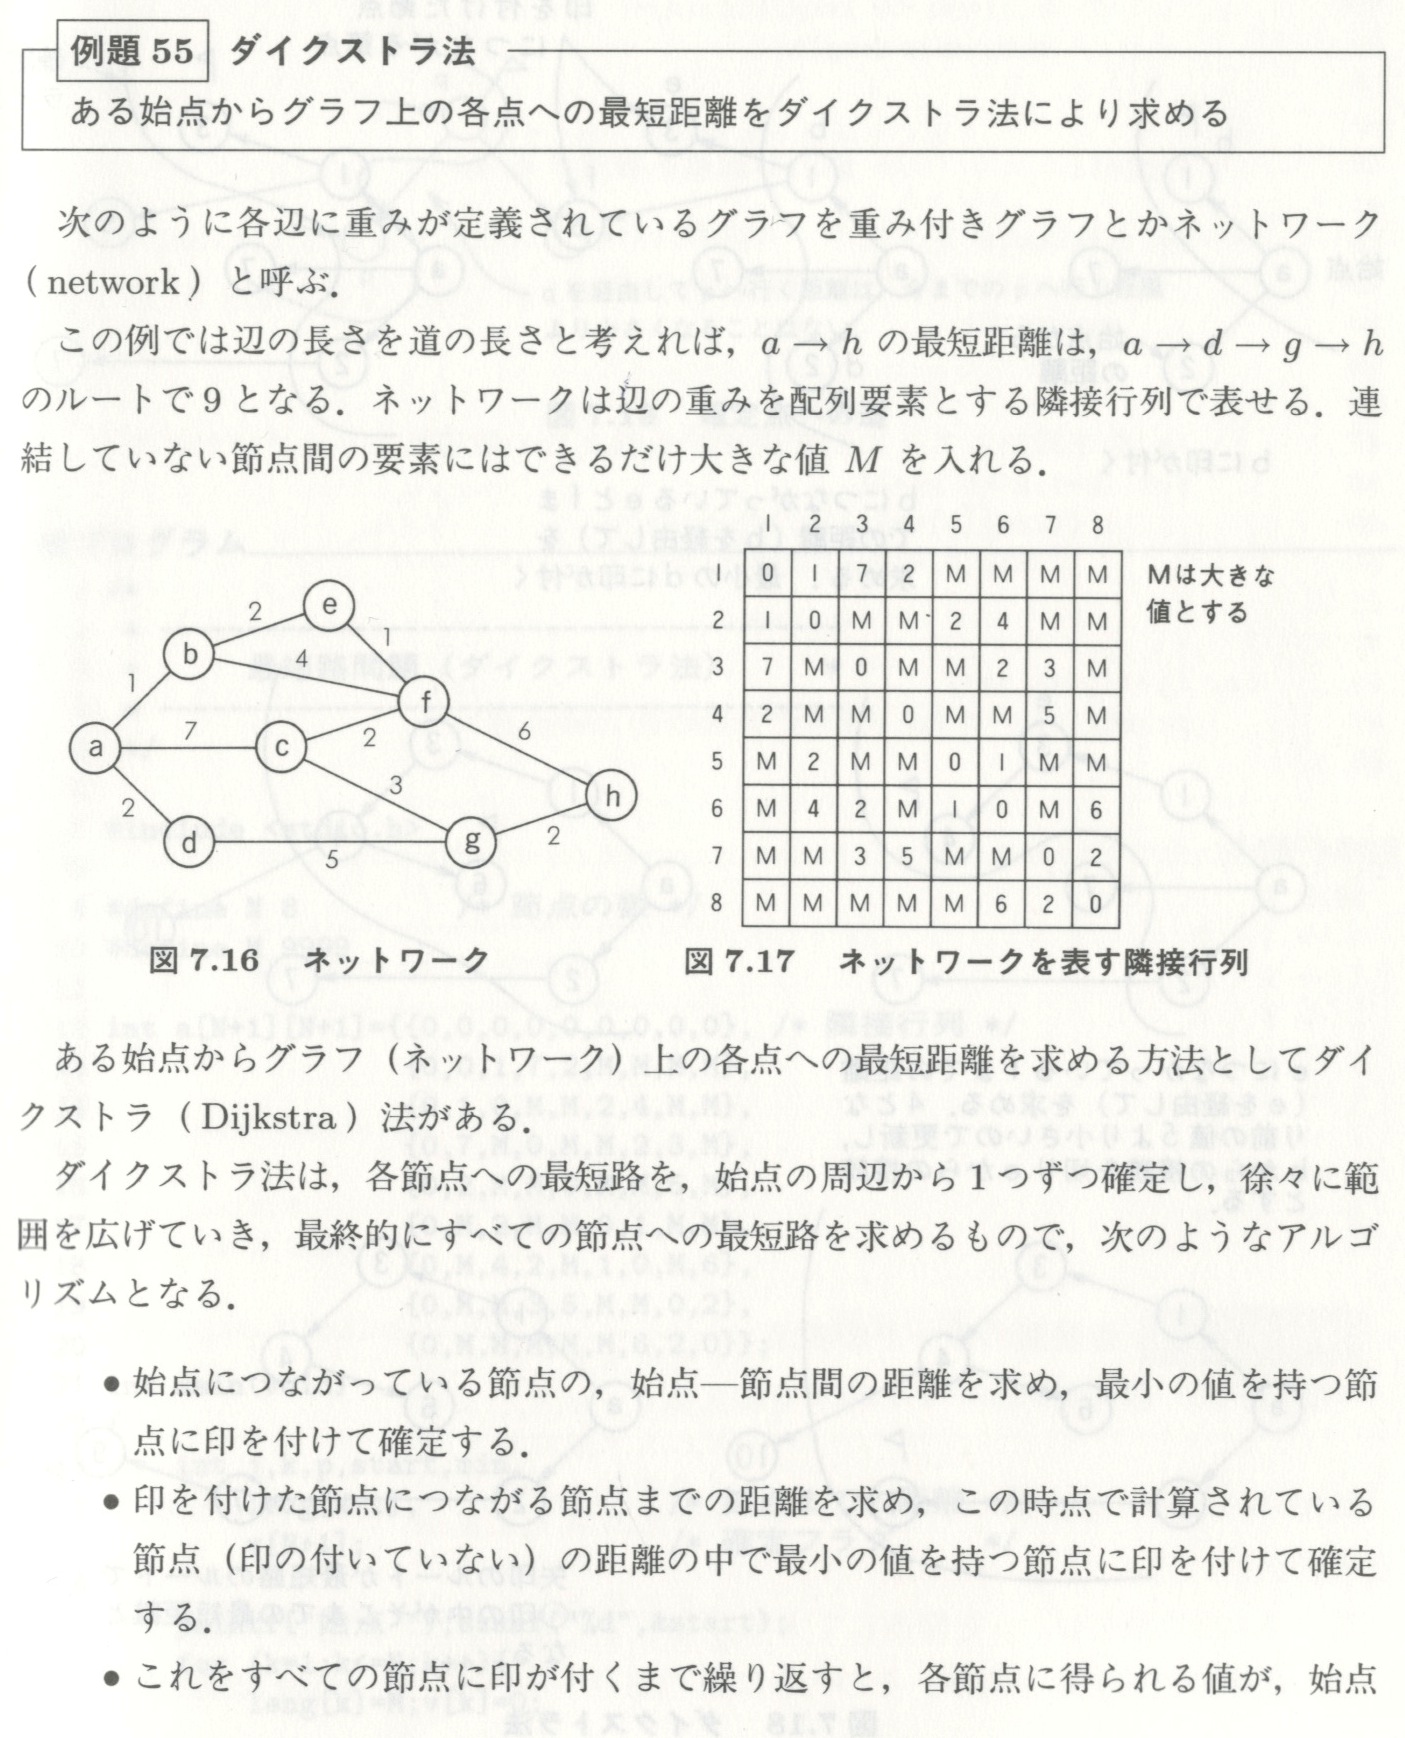 例題 55 ダイクストラ法
ある始点からグラフ上の各点への最短距離をダイクストラ法により求める
次のように各辺に重みが定義されているグラフを重み付きグラフとかネットワーク
(network) と呼ぶ.
この例では辺の長さを道の長さと考えれば, a → h の最短距離は, a → d → g → h
のルートで 9 となる. ネットワークは辺の重みを配列要素とする隣接行列で表せる. 連
結していない節点間の要素にはできるだけ大きな値 M を入れる.
a b c d e f g h
1 7 2 2 4 1 2 3 5 6 2
図 7.16 ネットワーク
1 2 3 4 5 6 7 8
1 0 1 7 2 M M M M
2 1 0 M M 2 4 M M
3 7 M 0 M M 2 3 M
4 2 M M 0 M M 5 M
5 M 2 M M 0 1 M M
6 M 4 2 M 1 0 M 6
7 M M 3 5 M M 0 2
8 M M M M M 6 2 0
Mは大きな
値とする
図 7.17 ネットワークを表す隣接行列
ある始点からグラフ (ネットワーク) 上の各点への最短距離を求める方法としてダイ
クストラ (Dijkstra) 法がある.
ダイクストラ法は, 各節点への最短路を, 始点の周辺から 1 つずつ確定し, 徐々に範
囲を広げていき, 最終的にすべての節点への最短路を求めるもので, 次のようなアルゴ
リズムとなる.
● 始点につながっている節点の, 始点―節点間の距離を求め, 最小の値を持つ節
点に印を付けて確定する.
● 印を付けた節点につながる節点までの距離を求め, この時点で計算されている
節点 (印の付いていない) の距離の中で最小の値を持つ節点に印を付けて確定
する.
● これをすべての節点に印が付くまで繰り返すと, 各節点に得られる値が, 始点